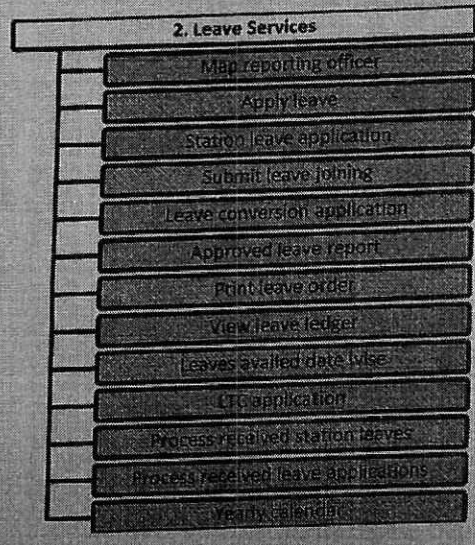 2. Leave Services
Map reporting officer
Apply leave
Station leave application
Submit leave joining
Leave conversion application
Approved leave report
Print leave order
View leave ledger
Leaves availed date wise
LTC application
Process received station leaves
Process received leave applications
Yearly calendar